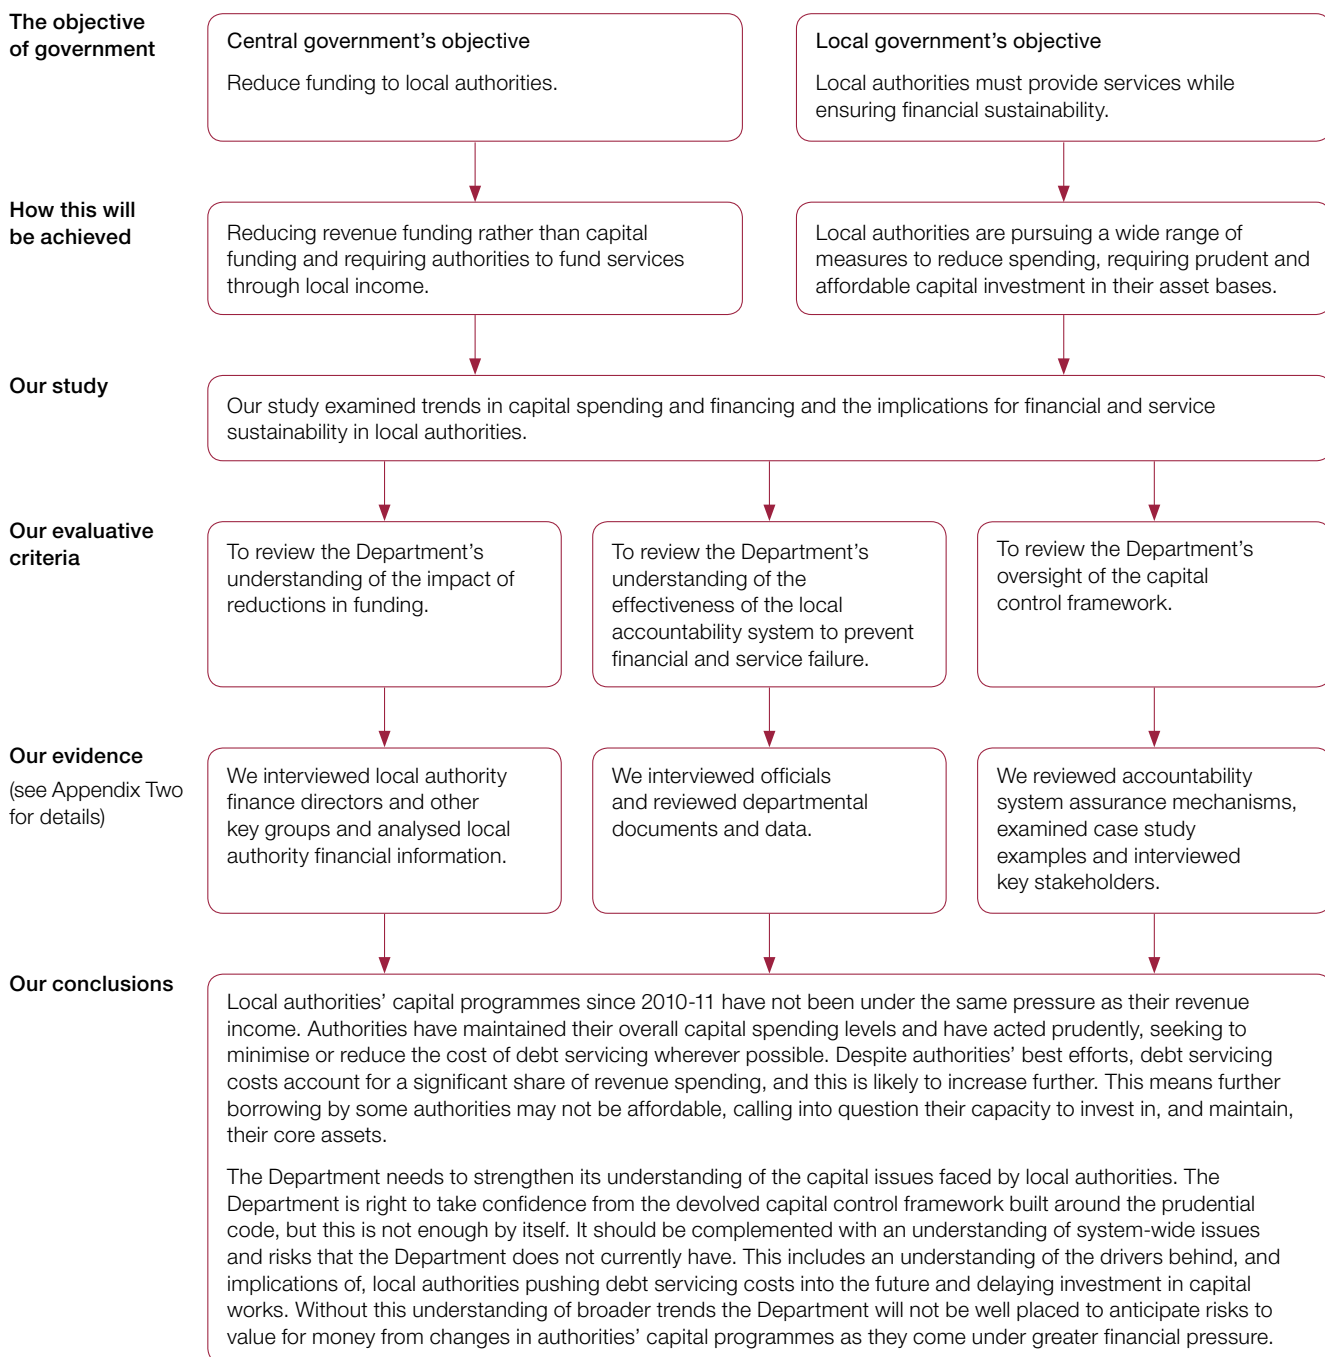 The objective
of government
Central government's objective
Reduce funding to local authorities.
Local government's objective
Local authorities must provide services while
ensuring financial sustainability.
How this will
be achieved
Reducing revenue funding rather than capital
funding and requiring authorities to fund services
through local income.
Local authorities are pursuing a wide range of
measures to reduce spending, requiring prudent and
affordable capital investment in their asset bases.
Our study
Our study examined trends in capital spending and financing and the implications for financial and service
sustainability in local authorities.
Our evaluative
criteria
To review the Department's
understanding of the impact of
reductions in funding.
To review the Department's
understanding of the
effectiveness of the local
accountability system to prevent
financial and service failure.
To review the Department's
oversight of the capital
control framework.
Our evidence
(see Appendix Two
for details)
We interviewed local authority
finance directors and other
key groups and analysed local
authority financial information.
We interviewed officials
and reviewed departmental
documents and data.
We reviewed accountability
system assurance mechanisms,
examined case study
examples and interviewed
key stakeholders.
Our conclusions
Local authorities' capital programmes since 2010-11 have not been under the same pressure as their revenue
income. Authorities have maintained their overall capital spending levels and have acted prudently, seeking to
minimise or reduce the cost of debt servicing wherever possible. Despite authorities' best efforts, debt servicing
costs account for a significant share of revenue spending, and this is likely to increase further. This means further
borrowing by some authorities may not be affordable, calling into question their capacity to invest in, and maintain,
their core assets.
The Department needs to strengthen its understanding of the capital issues faced by local authorities. The
Department is right to take confidence from the devolved capital control framework built around the prudential
code, but this is not enough by itself. It should be complemented with an understanding of system-wide issues
and risks that the Department does not currently have. This includes an understanding of the drivers behind, and
implications of, local authorities pushing debt servicing costs into the future and delaying investment in capital
works. Without this understanding of broader trends the Department will not be well placed to anticipate risks to
value for money from changes in authorities' capital programmes as they come under greater financial pressure.